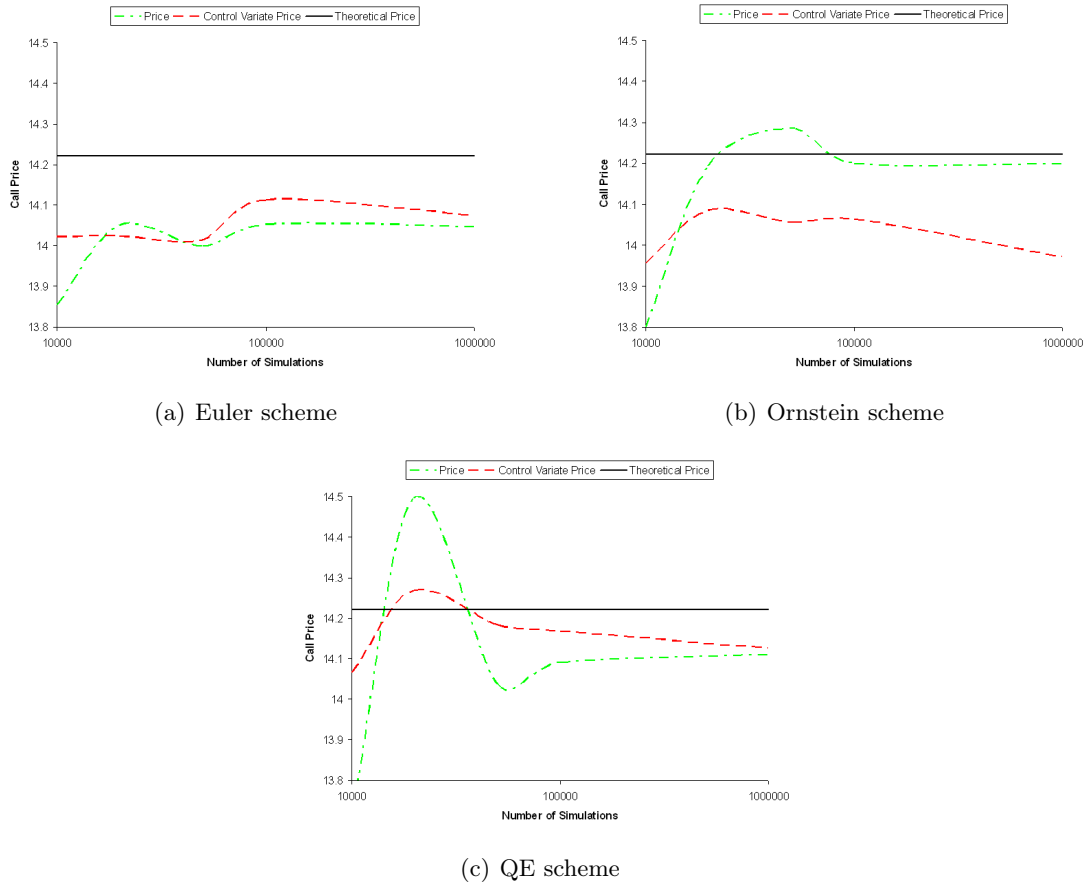 Price Control Variate Price Theoretical Price
14.5
14.4
14.3
14.2
14.1
14
13.9
13.8
Call Price
10000 100000 1000000
Number of Simulations
(a) Euler scheme
Price Control Variate Price Theoretical Price
14.5
14.4
14.3
14.2
14.1
14
13.9
13.8
Call Price
10000 100000 1000000
Number of Simulations
(b) Ornstein scheme
Price Control Variate Price Theoretical Price
14.5
14.4
14.3
14.2
14.1
14
13.9
13.8
Call Price
10000 100000 1000000
Number of Simulations
(c) QE scheme